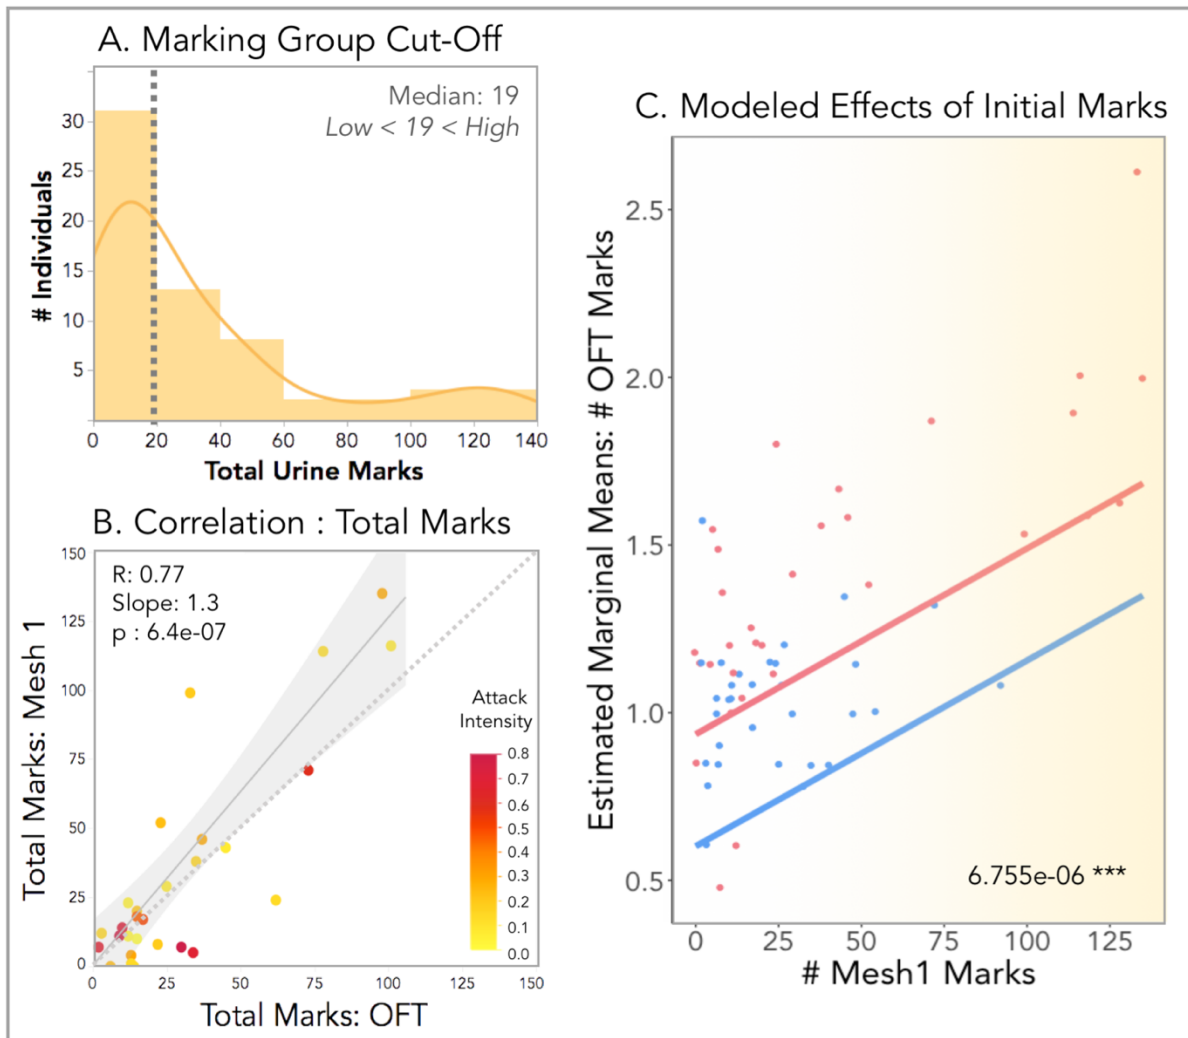 A. Marking Group Cut-Off
Median: 19
Low < 19 < High
# Individuals
30
25
20
15
10
5
0 20 40 60 80 100 120 140
Total Urine Marks
B. Correlation : Total Marks
R: 0.77
Slope: 1.3
p : 6.4e-07
Total Marks: Mesh 1
150
125
100
75
50
25
0
Attack
Intensity
0.8
0.7
0.6
0.5
0.4
0.3
0.2
0.1
0.0
0 25 50 75 100 125 150
Total Marks: OFT
C. Modeled Effects of Initial Marks
Estimated Marginal Means: # OFT Marks
2.5
2.0
1.5
1.0
0.5
6.755e-06 ***
0 25 50 75 100 125
# Mesh1 Marks